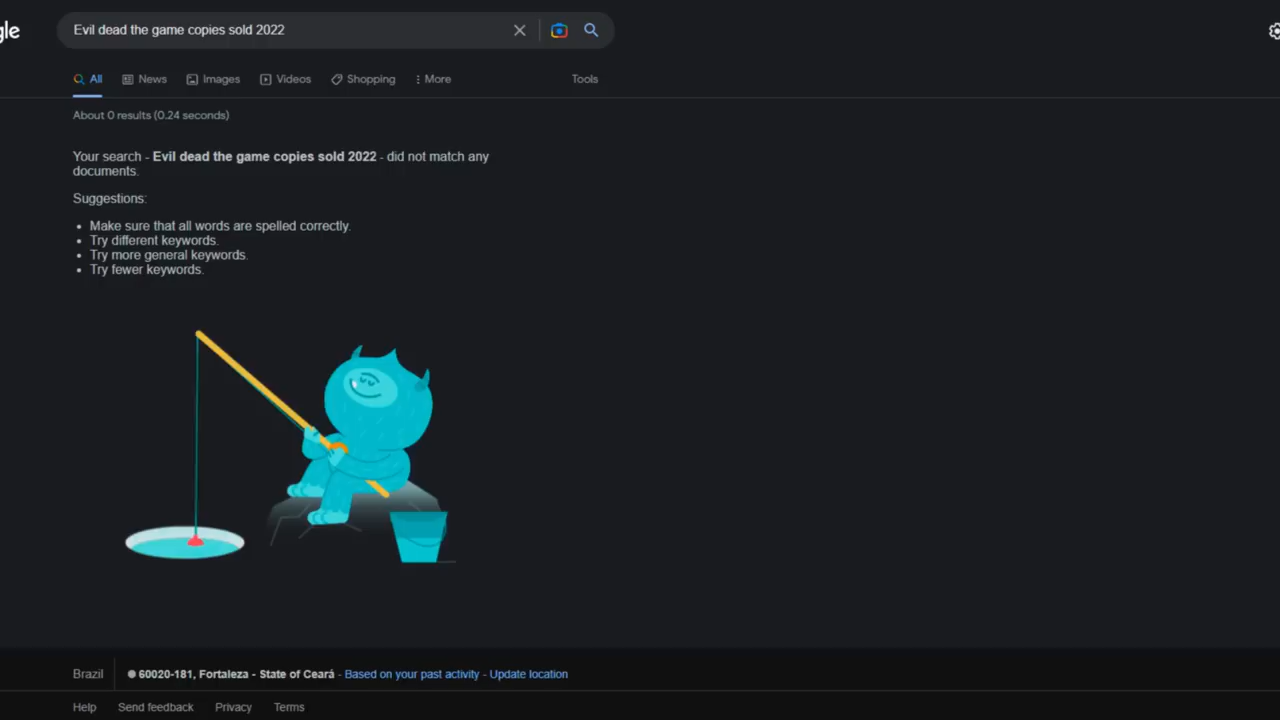 gle
Evil dead the game copies sold 2022
All News Images Videos Shopping More Tools
About 0 results (0.24 seconds)
Your search - Evil dead the game copies sold 2022 - did not match any
documents.
Suggestions:
Make sure that all words are spelled correctly.
Try different keywords.
Try more general keywords.
Try fewer keywords.
Brazil 60020-181, Fortaleza - State of Ceará - Based on your past activity - Update location
Help Send feedback Privacy Terms